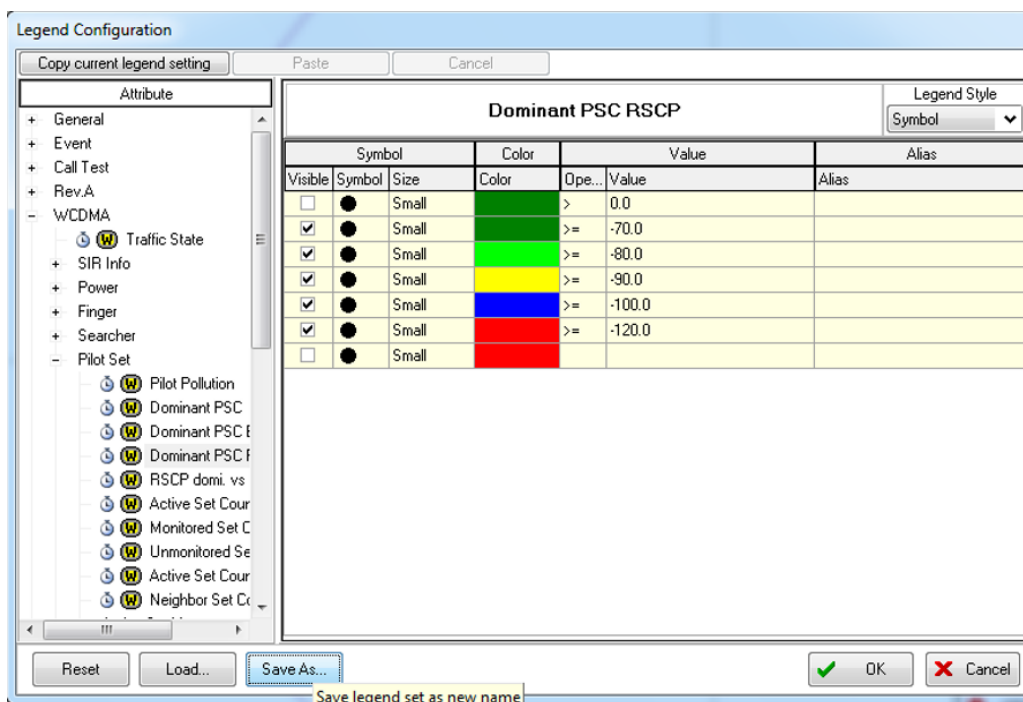 Legend Configuration
Copy current legend setting Paste Cancel
Attribute
+ General
+ Event
+ Call Test
+ Rev.A
- WCDMA
W Traffic State
+ SIR Info
+ Power
+ Finger
+ Searcher
- Pilot Set
W Pilot Pollution
W Dominant PSC
W Dominant PSC E
W Dominant PSC F
W RSCP domi. vs
W Active Set Cour
W Monitored Set C
W Unmonitored Se
W Active Set Cour
W Neighbor Set Co
Dominant PSC RSCP
Legend Style
Symbol
Symbol Color Value Alias
Visible Symbol Size Color Ope... Value Alias
Small > 0.0
Small >= -70.0
Small >= -80.0
Small >= -90.0
Small >= -100.0
Small >= -120.0
Small
Reset Load... Save As... OK Cancel
Save legend set as new name